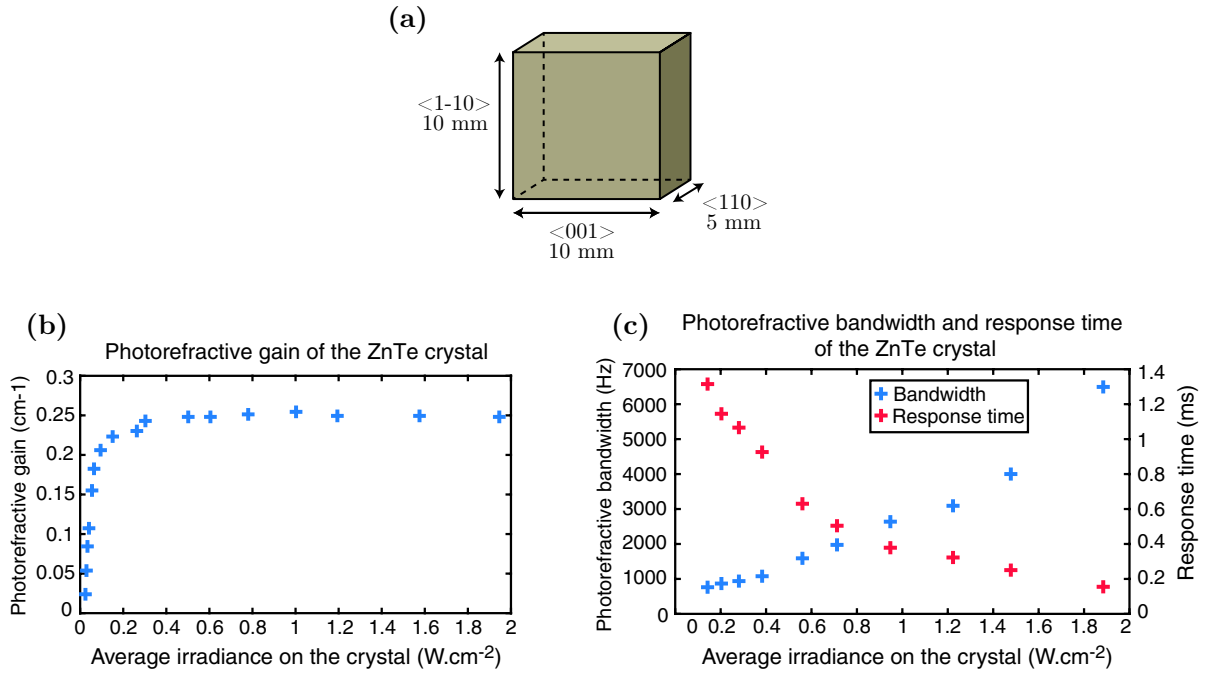 (a)
<1-10>
10 mm
<110>
5 mm
<001>
10 mm
(b)
Photorefractive gain of the ZnTe crystal
Photorefractive gain (cm-1)
0.3
0.25
0.2
0.15
0.1
0.05
0
0 0.2 0.4 0.6 0.8 1 1.2 1.4 1.6 1.8 2
Average irradiance on the crystal (W.cm-2)
(c)
Photorefractive bandwidth and response time
of the ZnTe crystal
Photorefractive bandwidth (Hz)
7000
6000
5000
4000
3000
2000
1000
0
Bandwidth
Response time
1.4
1.2
1
0.8
0.6
0.4
0.2
0
Response time (ms)
0 0.2 0.4 0.6 0.8 1 1.2 1.4 1.6 1.8 2
Average irradiance on the crystal (W.cm-2)